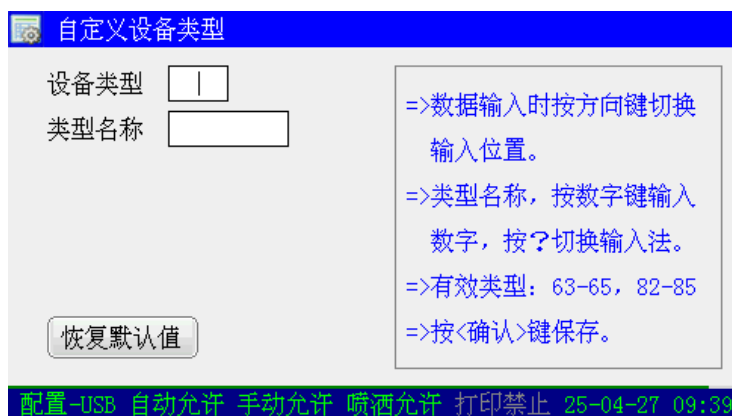 自定义设备类型
设备类型
类型名称
=>数据输入时按方向键切换
输入位置。
=>类型名称，按数字键输入
数字，按?切换输入法。
=>有效类型：63-65，82-85
=>按<确认>键保存。
恢复默认值
配置-USB 自动允许 手动允许 喷洒允许 打印禁止 25-04-27 09:39